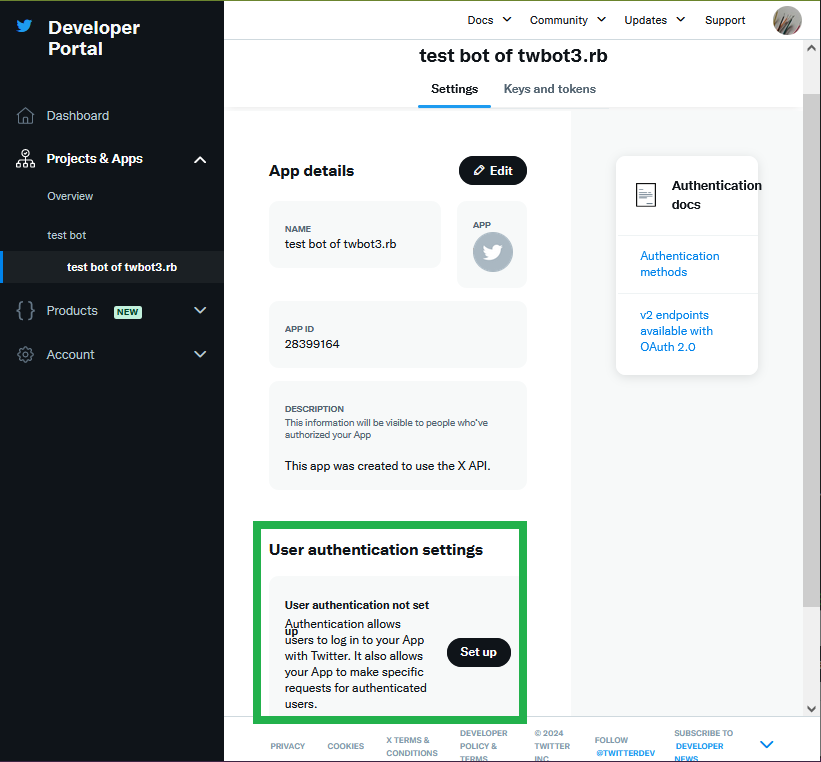 Developer
Portal
Docs
Community
Updates
Support
test bot of twbot3.rb
Settings
Keys and tokens
Dashboard
Projects & Apps
Overview
test bot
test bot of twbot3.rb
Products NEW
Account
App details
Edit
NAME
test bot of twbot3.rb
APP
APP ID
28399164
DESCRIPTION
This information will be visible to people who've
authorized your App
This app was created to use the X API.
User authentication settings
User authentication not set
up
Authentication allows
users to log in to your App
with Twitter. It also allows
your App to make specific
requests for authenticated
users.
Set up
Authentication
docs
Authentication
methods
v2 endpoints
available with
OAuth 2.0
PRIVACY
COOKIES
X TERMS &
CONDITIONS
DEVELOPER
POLICY &
TERMS
© 2024
TWITTER
INC.
FOLLOW
@TWITTERDEV
SUBSCRIBE TO
DEVELOPER
NEWS